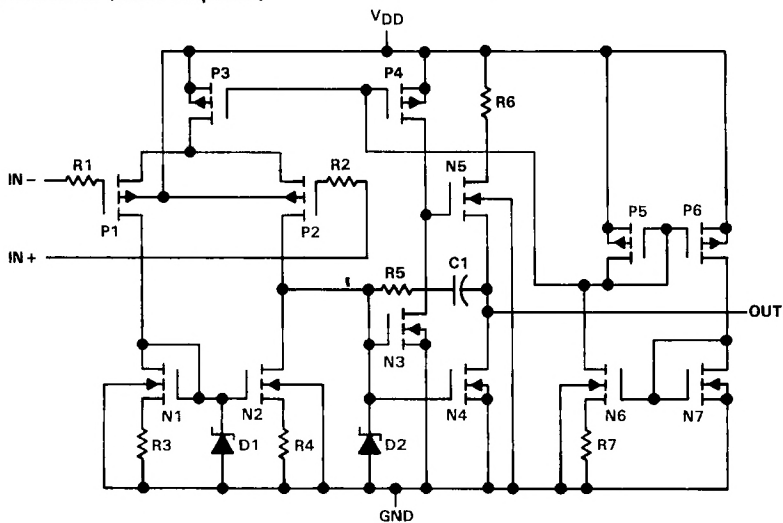 VDD
P3
P4
R6
R1
R2
N5
IN−
P5
P6
P1
P2
IN+
R5
C1
OUT
N3
N1
N2
N4
N6
N7
R3
D1
R4
D2
R7
GND